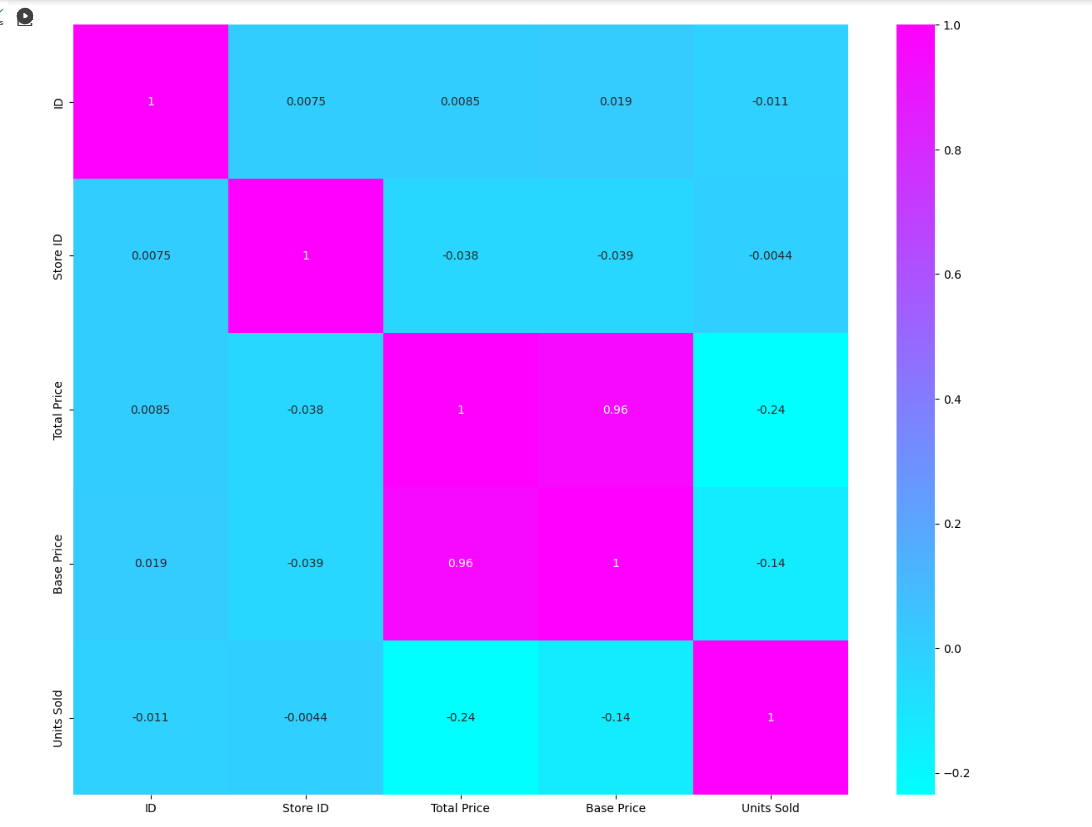 1.0
ID 1 0.0075 0.0085 0.019 -0.011
0.8
Store ID 0.0075 1 -0.038 -0.039 -0.0044
0.6
Total Price 0.0085 -0.038 1 0.96 -0.24
0.4
0.2
Base Price 0.019 -0.039 0.96 1 -0.14
0.0
Units Sold -0.011 -0.0044 -0.24 -0.14 1
−0.2
ID Store ID Total Price Base Price Units Sold